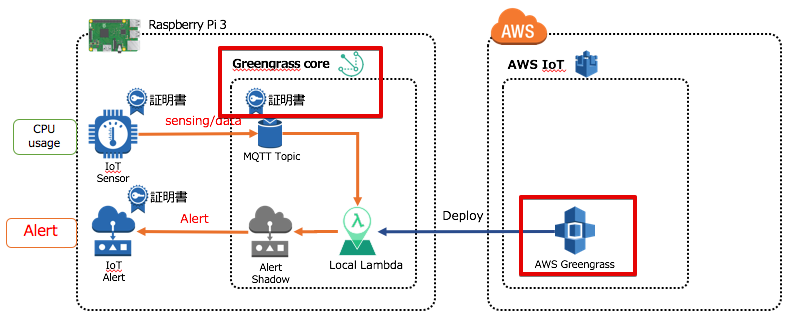 Raspberry Pi 3
AWS
Greengrass core
AWS IoT
証明書
証明書
sensing/data
CPU
usage
MQTT Topic
IoT
Sensor
証明書
Alert
Alert
Deploy
λ
IoT
Alert
Alert
Shadow
Local Lambda
AWS Greengrass